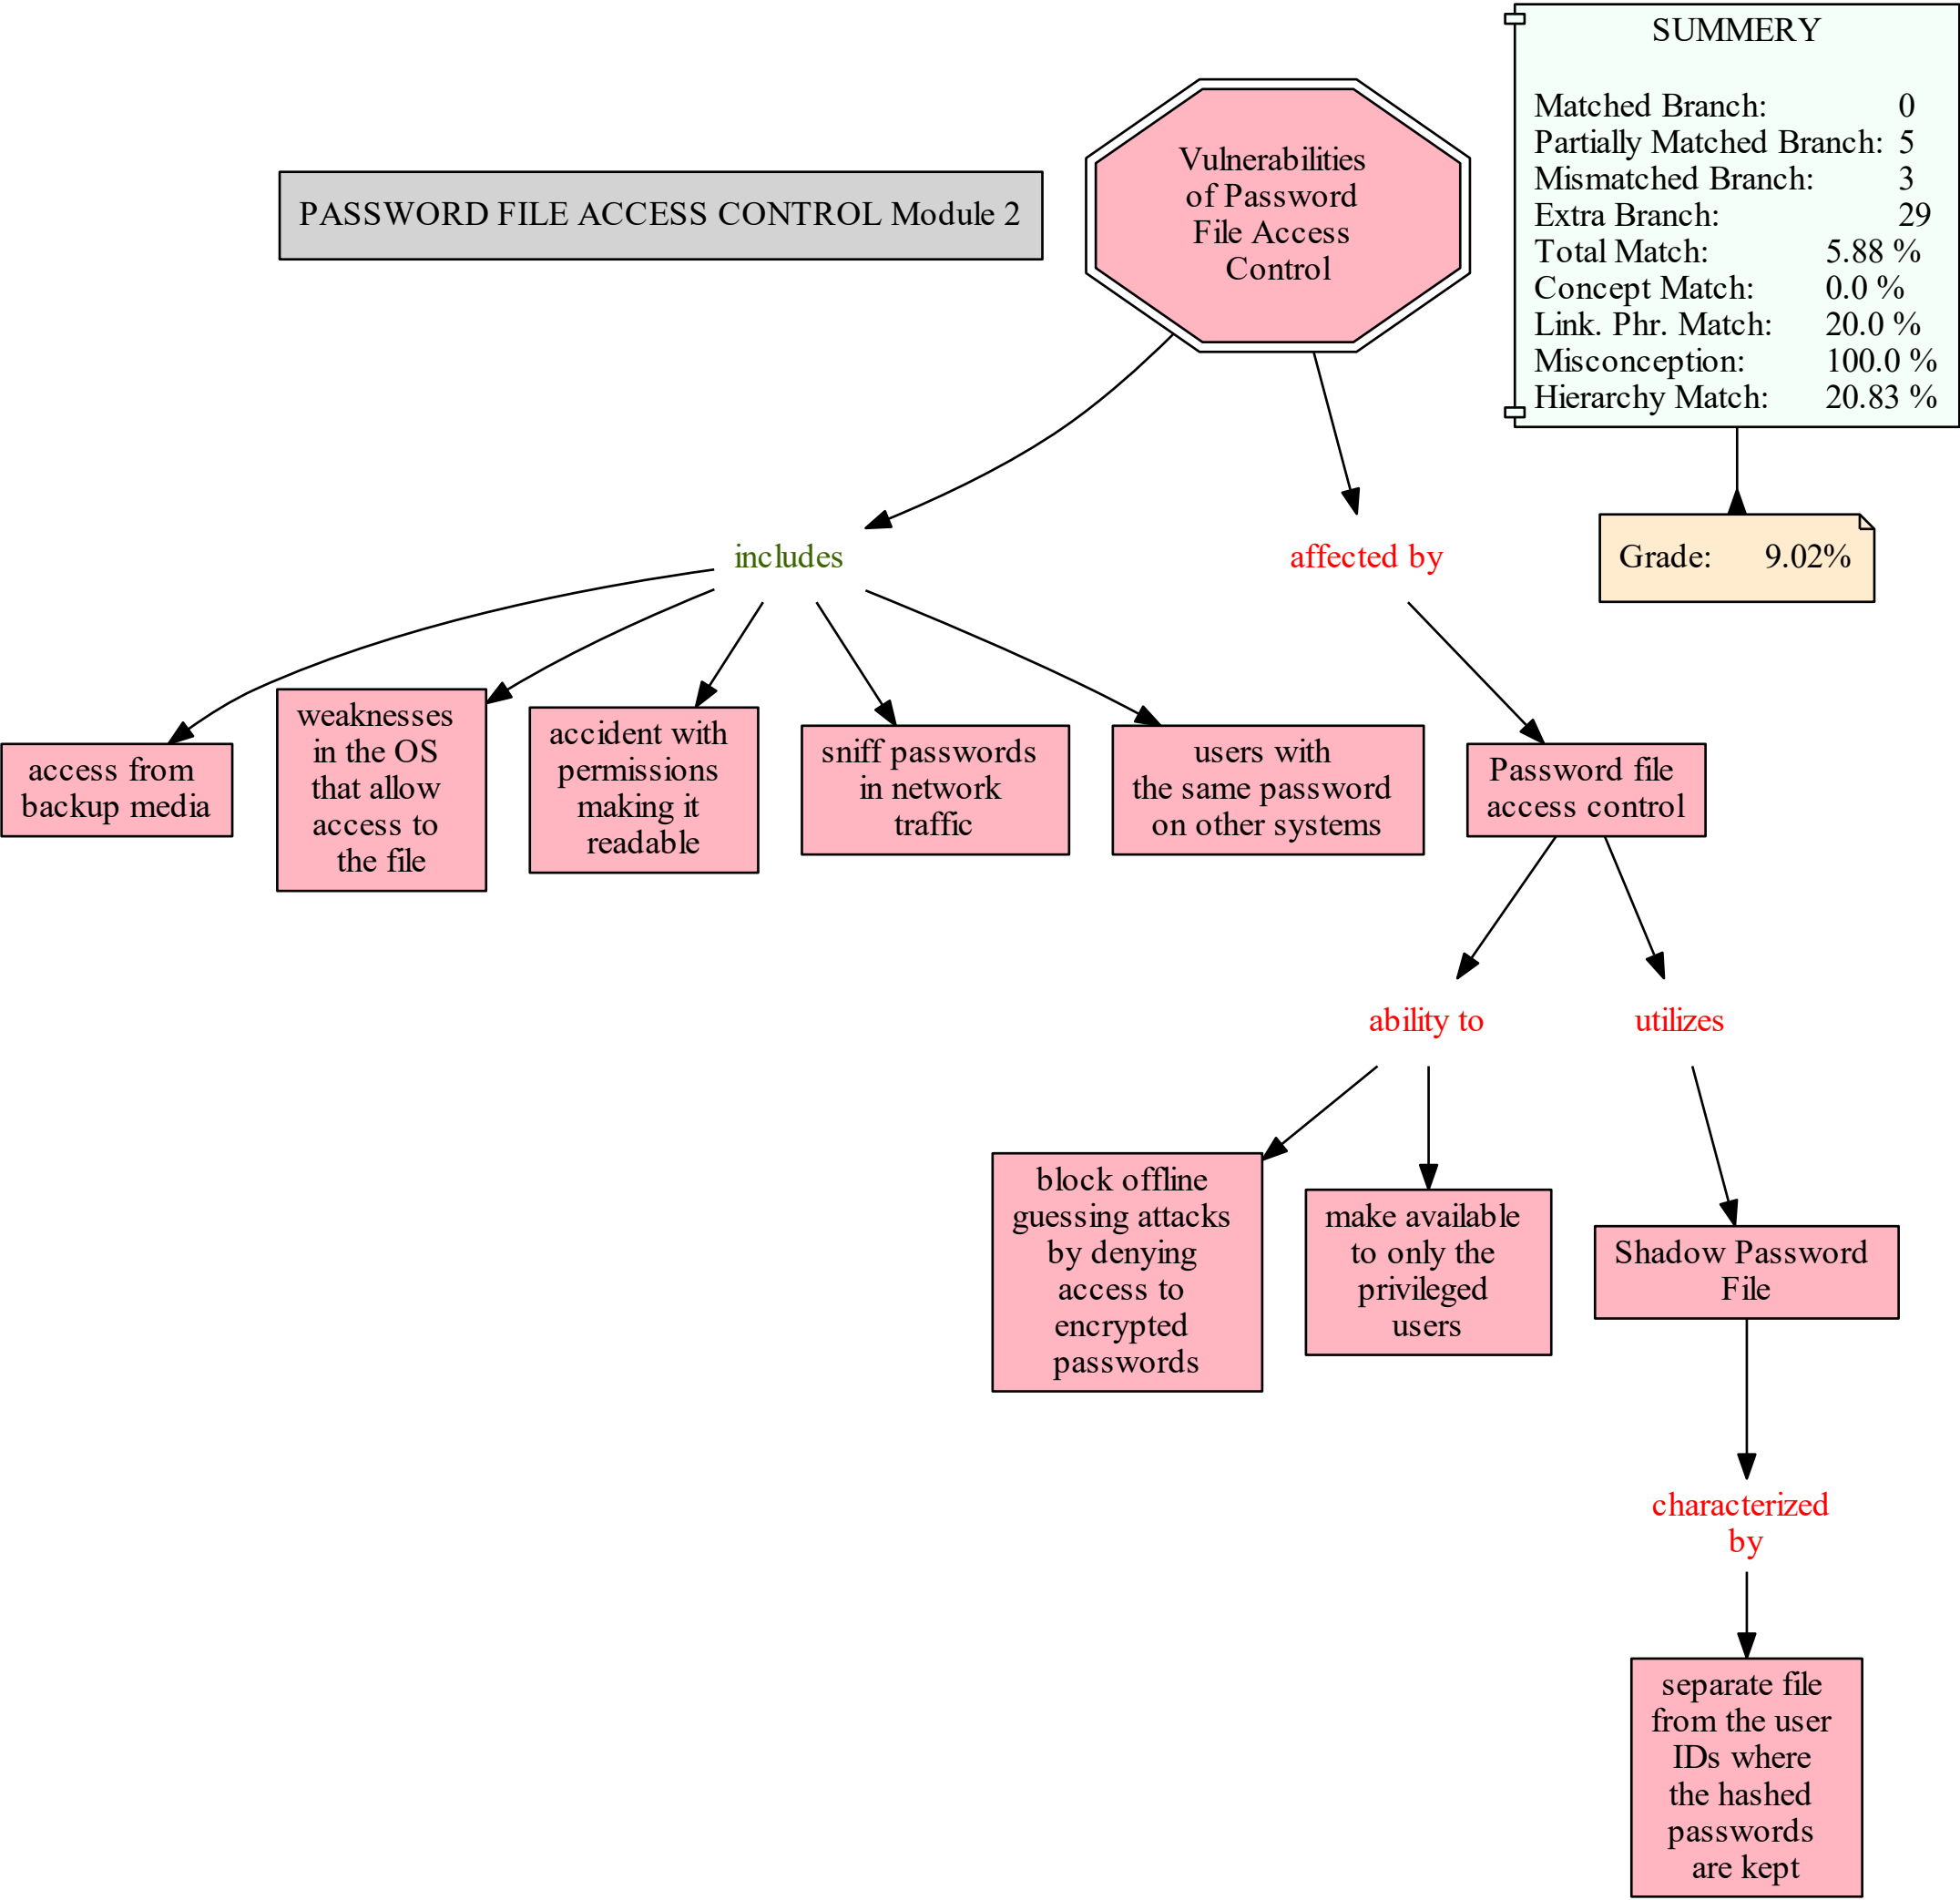 SUMMERY
Matched Branch: 0
Partially Matched Branch: 5
Mismatched Branch: 3
Extra Branch: 29
Total Match: 5.88 %
Concept Match: 0.0 %
Link. Phr. Match: 20.0 %
Misconception: 100.0 %
Hierarchy Match: 20.83 %
PASSWORD FILE ACCESS CONTROL Module 2
Vulnerabilities
of Password
File Access
Control
includes
affected by
Grade: 9.02%
access from
backup media
weaknesses
in the OS
that allow
access to
the file
accident with
permissions
making it
readable
sniff passwords
in network
traffic
users with
the same password
on other systems
Password file
access control
ability to
utilizes
block offline
guessing attacks
by denying
access to
encrypted
passwords
make available
to only the
privileged
users
Shadow Password
File
characterized
by
separate file
from the user
IDs where
the hashed
passwords
are kept